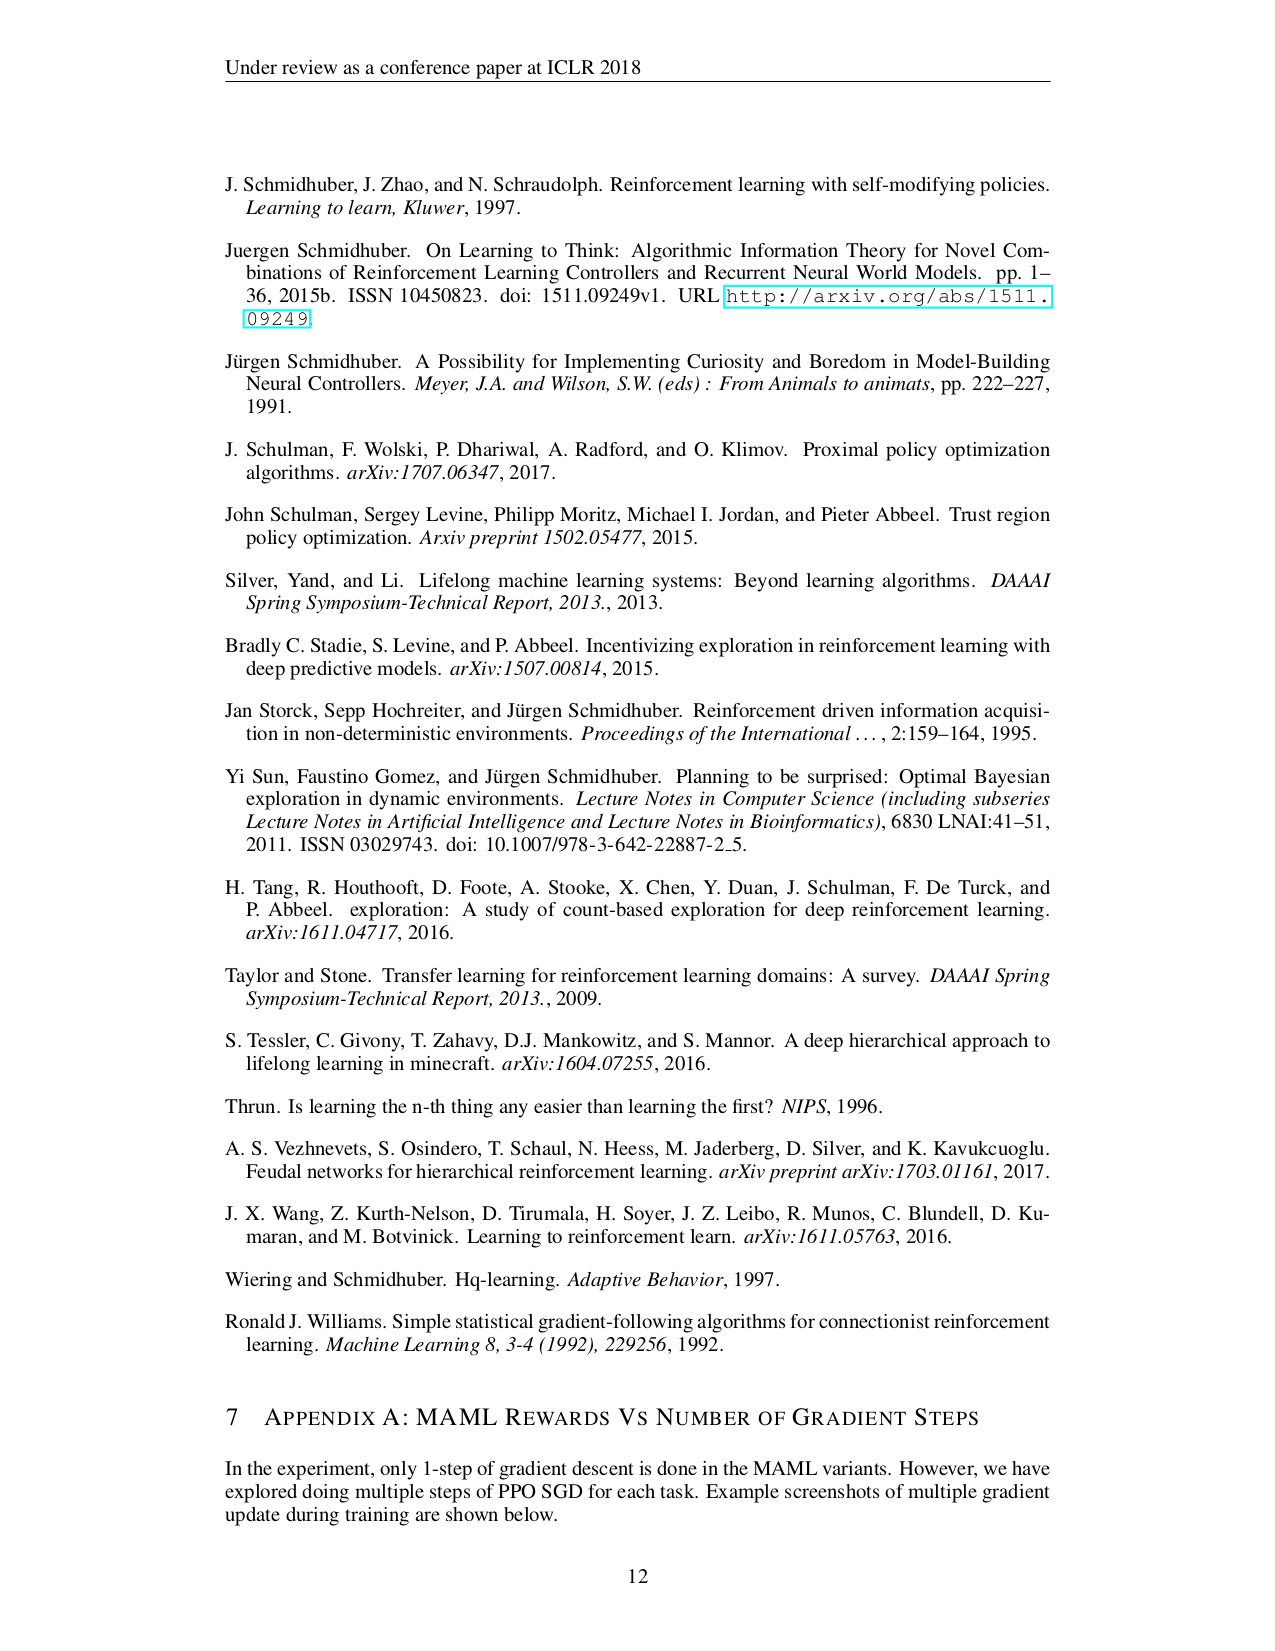 Under review as a conference paper at ICLR 2018
J. Schmidhuber, J. Zhao, and N. Schraudolph. Reinforcement learning with self-modifying policies.
Learning to learn, Kluwer, 1997.
Juergen Schmidhuber. On Learning to Think: Algorithmic Information Theory for Novel Com-
binations of Reinforcement Learning Controllers and Recurrent Neural World Models. pp. 1–
36, 2015b. ISSN 10450823. doi: 1511.09249v1. URL http://arxiv.org/abs/1511.
09249.
Jürgen Schmidhuber. A Possibility for Implementing Curiosity and Boredom in Model-Building
Neural Controllers. Meyer, J.A. and Wilson, S.W. (eds) : From Animals to animats, pp. 222–227,
1991.
J. Schulman, F. Wolski, P. Dhariwal, A. Radford, and O. Klimov. Proximal policy optimization
algorithms. arXiv:1707.06347, 2017.
John Schulman, Sergey Levine, Philipp Moritz, Michael I. Jordan, and Pieter Abbeel. Trust region
policy optimization. Arxiv preprint 1502.05477, 2015.
Silver, Yand, and Li. Lifelong machine learning systems: Beyond learning algorithms. DAAAI
Spring Symposium-Technical Report, 2013., 2013.
Bradly C. Stadie, S. Levine, and P. Abbeel. Incentivizing exploration in reinforcement learning with
deep predictive models. arXiv:1507.00814, 2015.
Jan Storck, Sepp Hochreiter, and Jürgen Schmidhuber. Reinforcement driven information acquisi-
tion in non-deterministic environments. Proceedings of the International . . . , 2:159–164, 1995.
Yi Sun, Faustino Gomez, and Jürgen Schmidhuber. Planning to be surprised: Optimal Bayesian
exploration in dynamic environments. Lecture Notes in Computer Science (including subseries
Lecture Notes in Artificial Intelligence and Lecture Notes in Bioinformatics), 6830 LNAI:41–51,
2011. ISSN 03029743. doi: 10.1007/978-3-642-22887-2_5.
H. Tang, R. Houthooft, D. Foote, A. Stooke, X. Chen, Y. Duan, J. Schulman, F. De Turck, and
P. Abbeel. exploration: A study of count-based exploration for deep reinforcement learning.
arXiv:1611.04717, 2016.
Taylor and Stone. Transfer learning for reinforcement learning domains: A survey. DAAAI Spring
Symposium-Technical Report, 2013., 2009.
S. Tessler, C. Givony, T. Zahavy, D.J. Mankowitz, and S. Mannor. A deep hierarchical approach to
lifelong learning in minecraft. arXiv:1604.07255, 2016.
Thrun. Is learning the n-th thing any easier than learning the first? NIPS, 1996.
A. S. Vezhnevets, S. Osindero, T. Schaul, N. Heess, M. Jaderberg, D. Silver, and K. Kavukcuoglu.
Feudal networks for hierarchical reinforcement learning. arXiv preprint arXiv:1703.01161, 2017.
J. X. Wang, Z. Kurth-Nelson, D. Tirumala, H. Soyer, J. Z. Leibo, R. Munos, C. Blundell, D. Ku-
maran, and M. Botvinick. Learning to reinforcement learn. arXiv:1611.05763, 2016.
Wiering and Schmidhuber. Hq-learning. Adaptive Behavior, 1997.
Ronald J. Williams. Simple statistical gradient-following algorithms for connectionist reinforcement
learning. Machine Learning 8, 3-4 (1992), 229256, 1992.
7 APPENDIX A: MAML REWARDS VS NUMBER OF GRADIENT STEPS
In the experiment, only 1-step of gradient descent is done in the MAML variants. However, we have
explored doing multiple steps of PPO SGD for each task. Example screenshots of multiple gradient
update during training are shown below.
12